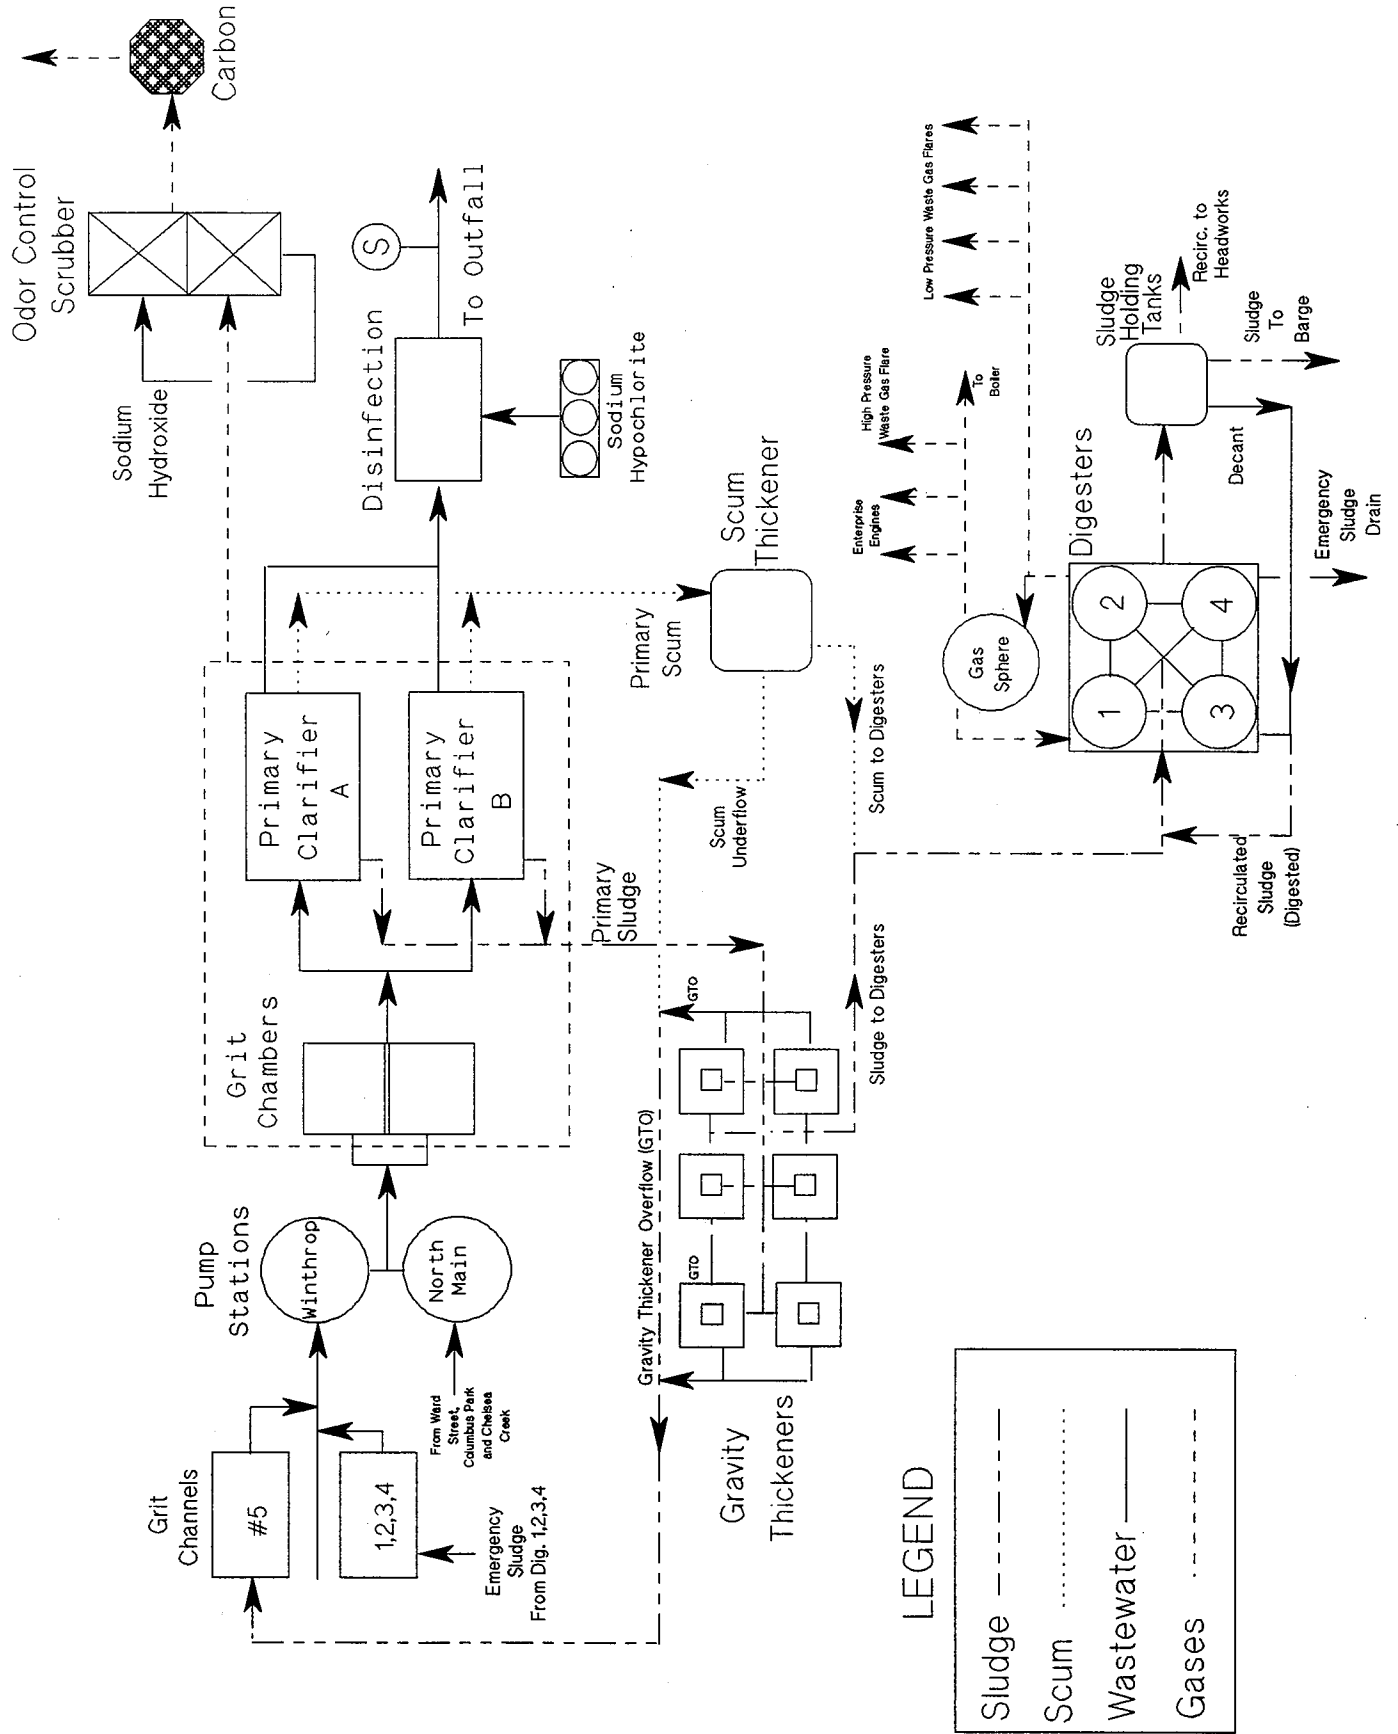 Odor Control
Scrubber
Carbon
Sodium
Hydroxide
Pump
Stations
Winthrop
North
Main
Grit
Channels
#5
1,2,3,4
Emergency
Sludge
From Dig. 1,2,3,4
From Ward
Street,
Columbus Park
and Chelsea
Creek
Grit
Chambers
Primary
Clarifier
A
Primary
Clarifier
B
Disinfection
S
To Outfall
Sodium
Hypochlorite
Primary
Sludge
Primary
Scum
Scum
Thickener
Scum
Underflow
Scum to Digesters
Gravity Thickener Overflow (GTO)
GTO
GTO
Gravity
Thickeners
Sludge to Digesters
Enterprise
Engines
High Pressure
Waste Gas Flare
To
Boiler
Low Pressure Waste Gas Flares
Gas
Sphere
Digesters
1
2
3
4
Sludge
Holding
Tanks
Recirc. to
Headworks
Sludge
To
Barge
Decant
Emergency
Sludge
Drain
Recirculated
Sludge
(Digested)
LEGEND
Sludge
Scum
Wastewater
Gases